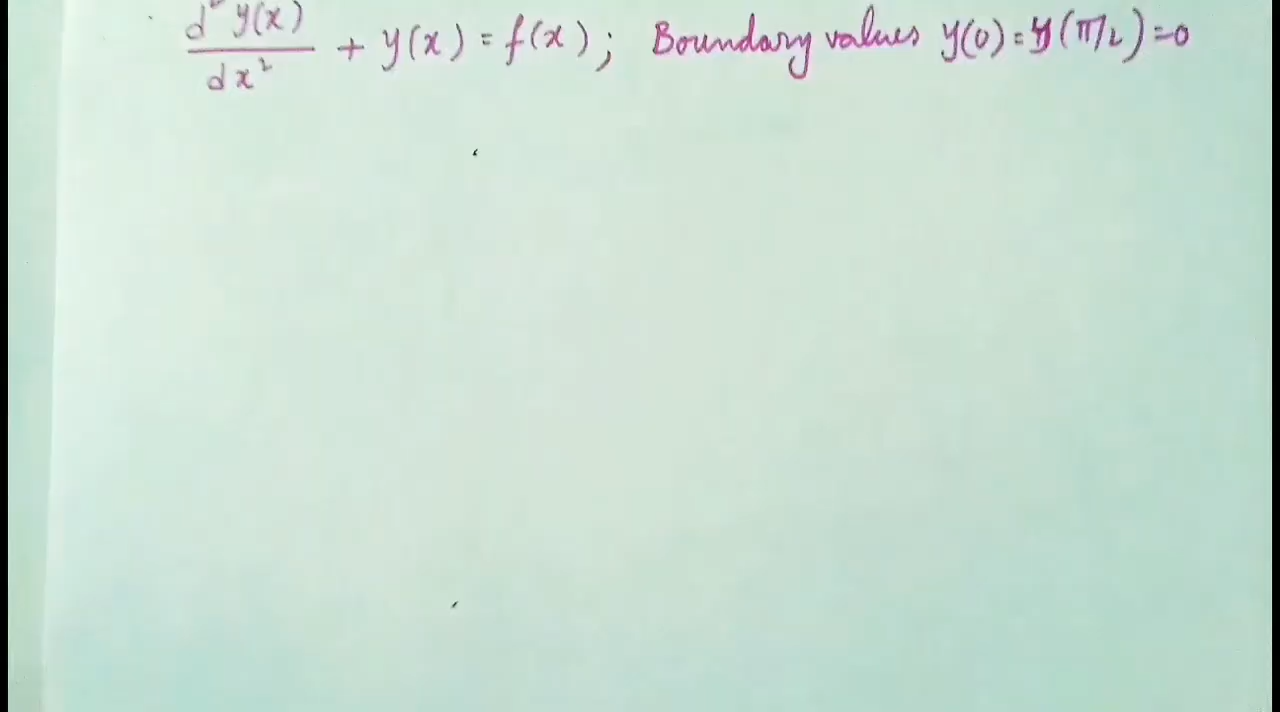 d² y(x) / dx² + y(x) = f(x); Boundary values y(0) = y(π/2) = 0